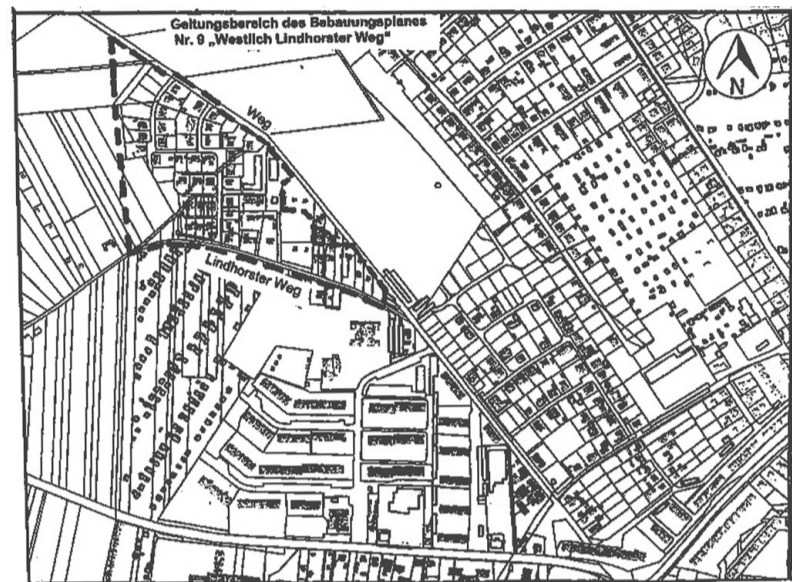 Geltungsbereich des Bebauungsplanes
Nr. 9 „Westlich Lindhorster Weg“
N
Weg
Lindhorster Weg